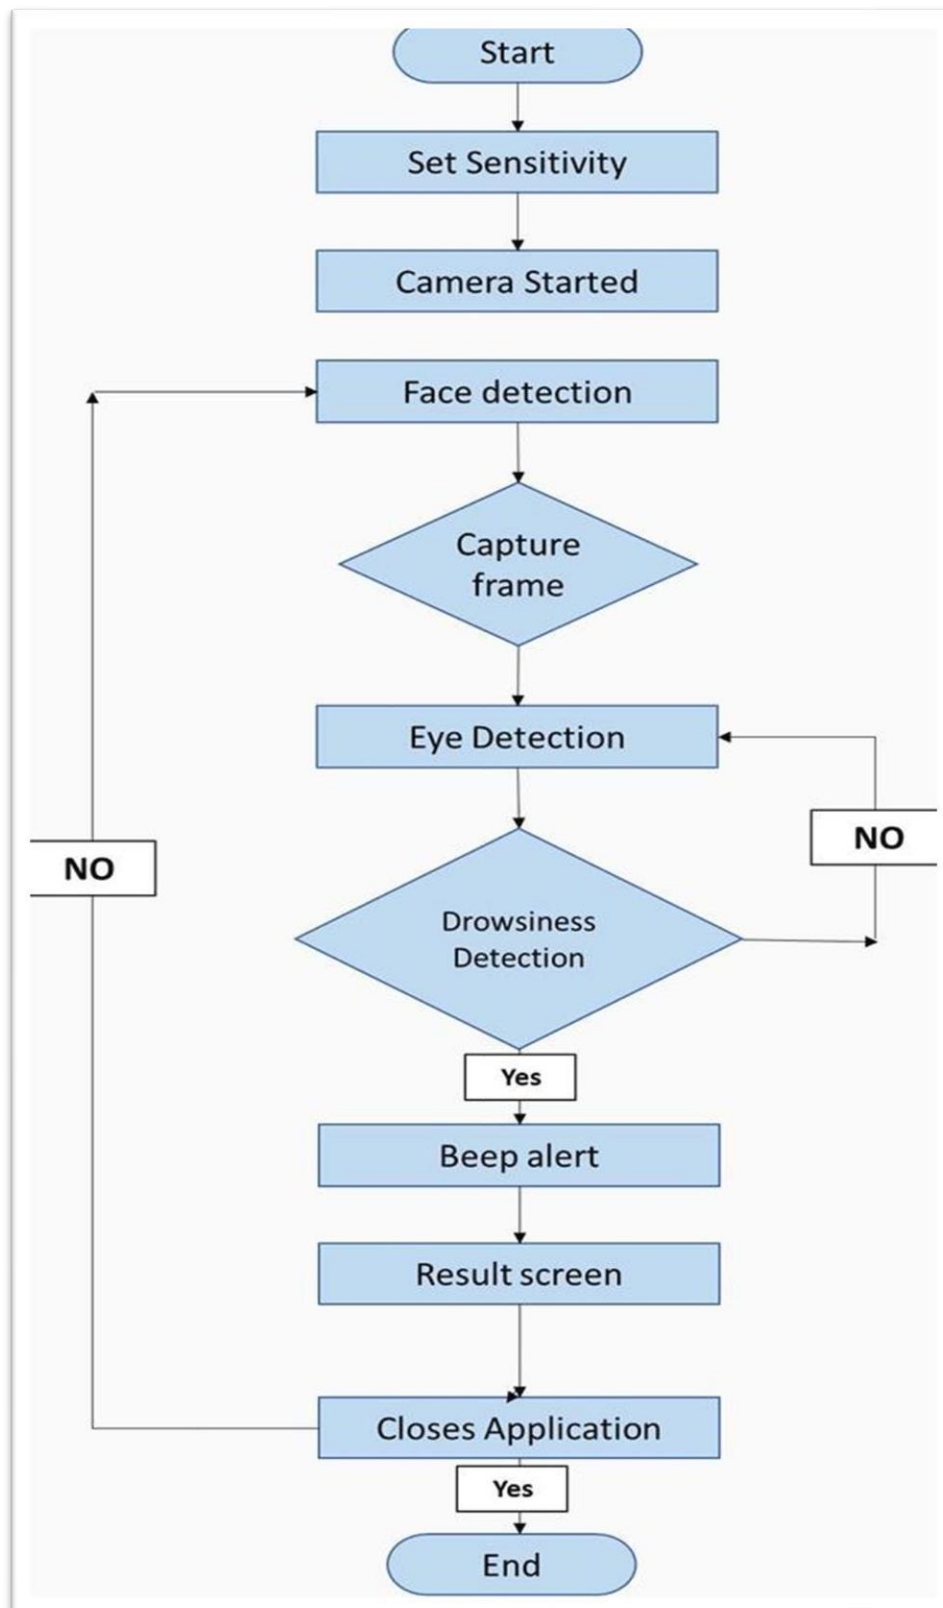 Start
Set Sensitivity
Camera Started
Face detection
Capture
frame
Eye Detection
NO
NO
Drowsiness
Detection
Yes
Beep alert
Result screen
Closes Application
Yes
End